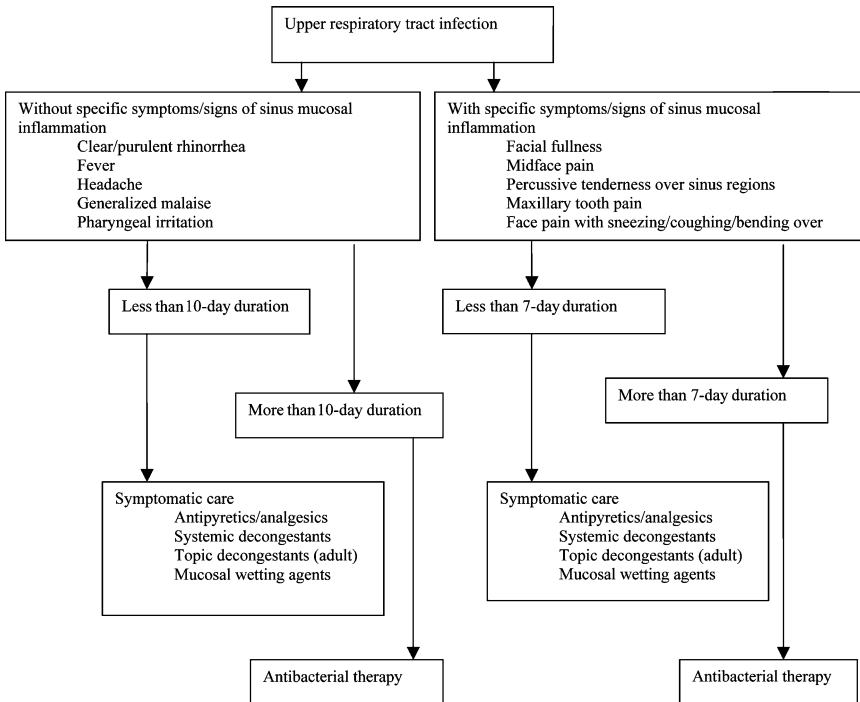 Upper respiratory tract infection
Without specific symptoms/signs of sinus mucosal
inflammation
Clear/purulent rhinorrhea
Fever
Headache
Generalized malaise
Pharyngeal irritation
With specific symptoms/signs of sinus mucosal
inflammation
Facial fullness
Midface pain
Percussive tenderness over sinus regions
Maxillary tooth pain
Face pain with sneezing/coughing/bending over
Less than 10-day duration
Less than 7-day duration
More than 10-day duration
More than 7-day duration
Symptomatic care
Antipyretics/analgesics
Systemic decongestants
Topic decongestants (adult)
Mucosal wetting agents
Symptomatic care
Antipyretics/analgesics
Systemic decongestants
Topic decongestants (adult)
Mucosal wetting agents
Antibacterial therapy
Antibacterial therapy